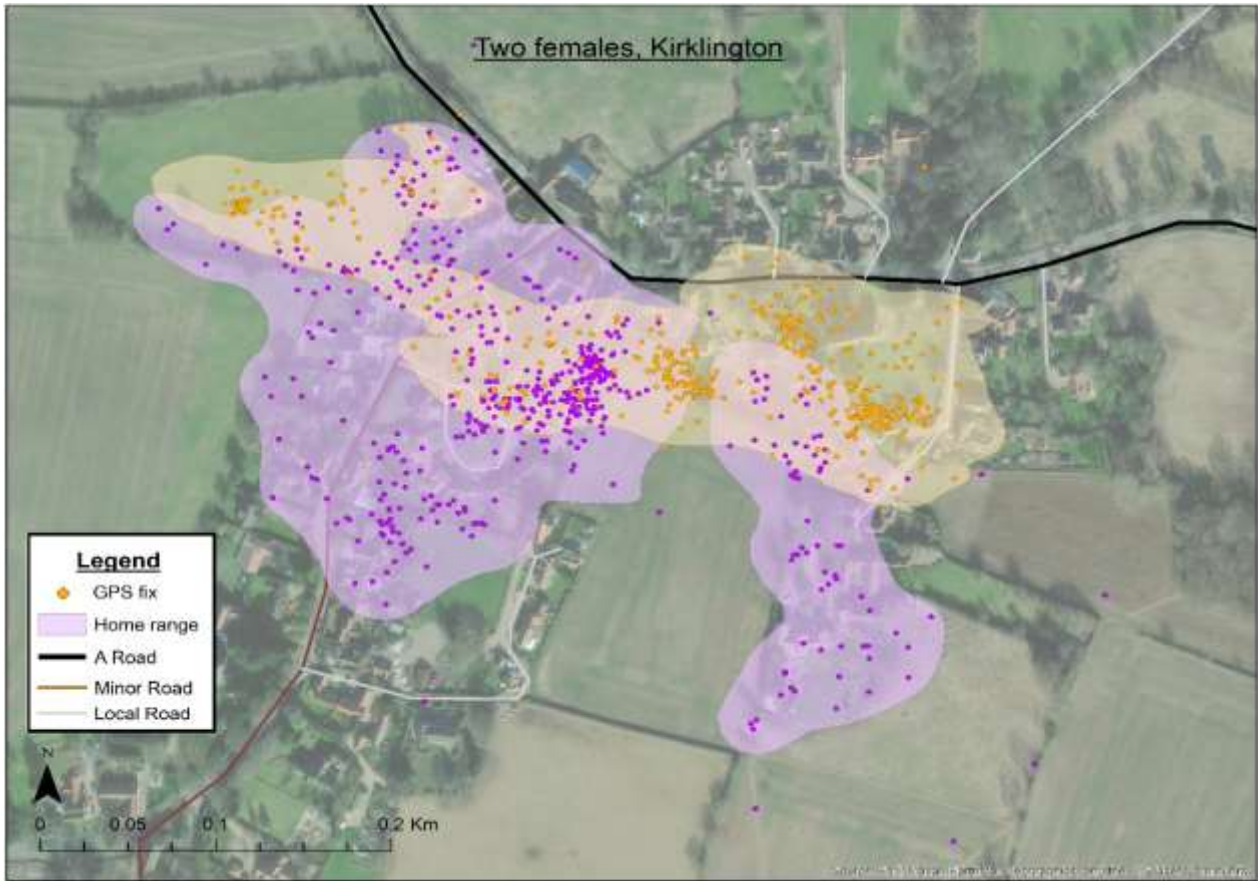 Two females, Kirklington
Legend
GPS fix
Home range
A Road
Minor Road
Local Road
N
0 0.05 0.1 0.2 Km